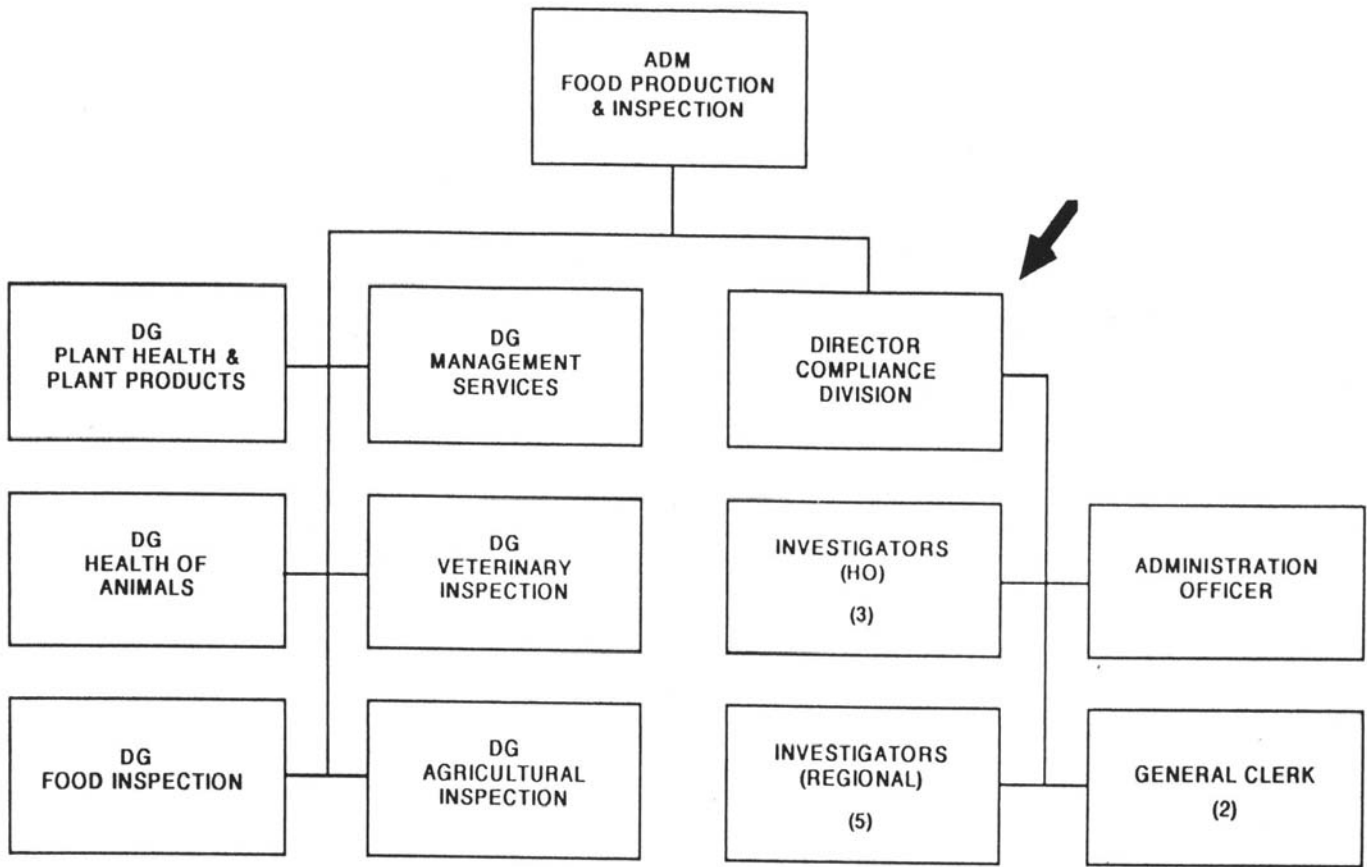 ADM
FOOD PRODUCTION
& INSPECTION
DG
PLANT HEALTH &
PLANT PRODUCTS
DG
MANAGEMENT
SERVICES
DIRECTOR
COMPLIANCE
DIVISION
DG
HEALTH OF
ANIMALS
DG
VETERINARY
INSPECTION
INVESTIGATORS
(HO)
(3)
ADMINISTRATION
OFFICER
DG
FOOD INSPECTION
DG
AGRICULTURAL
INSPECTION
INVESTIGATORS
(REGIONAL)
(5)
GENERAL CLERK
(2)